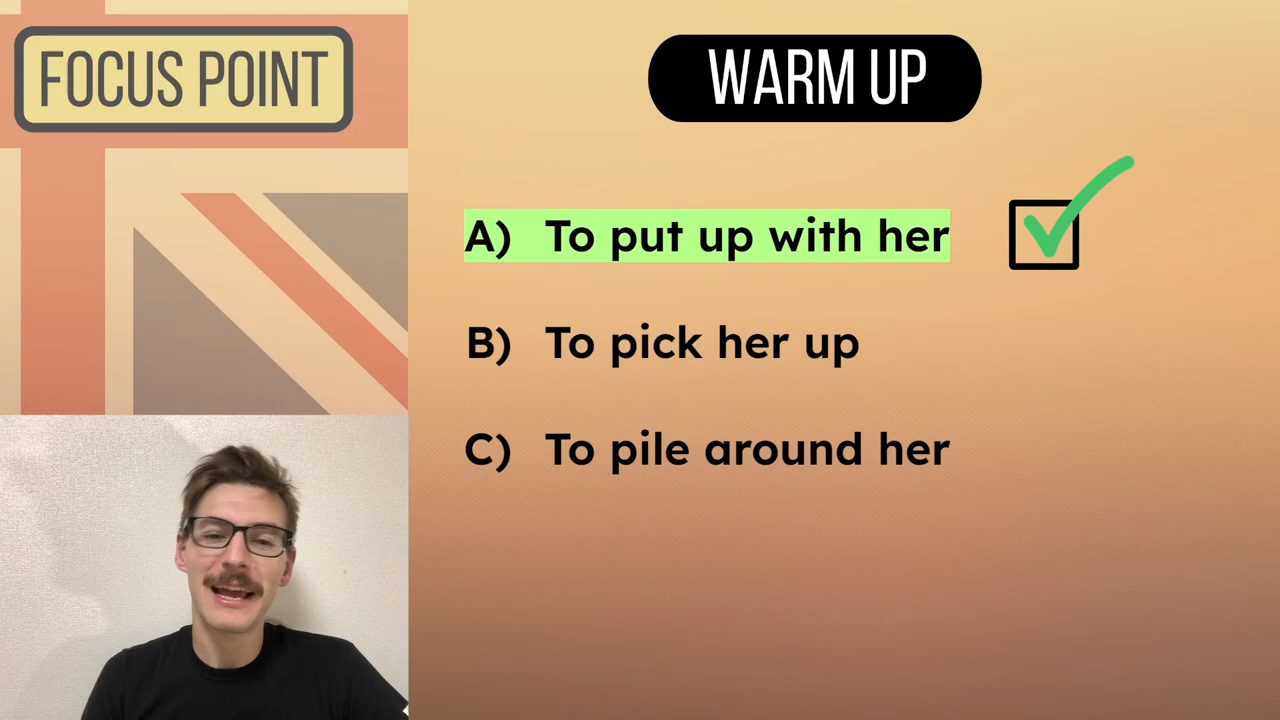 FOCUS POINT
WARM UP
A) To put up with her
B) To pick her up
C) To pile around her